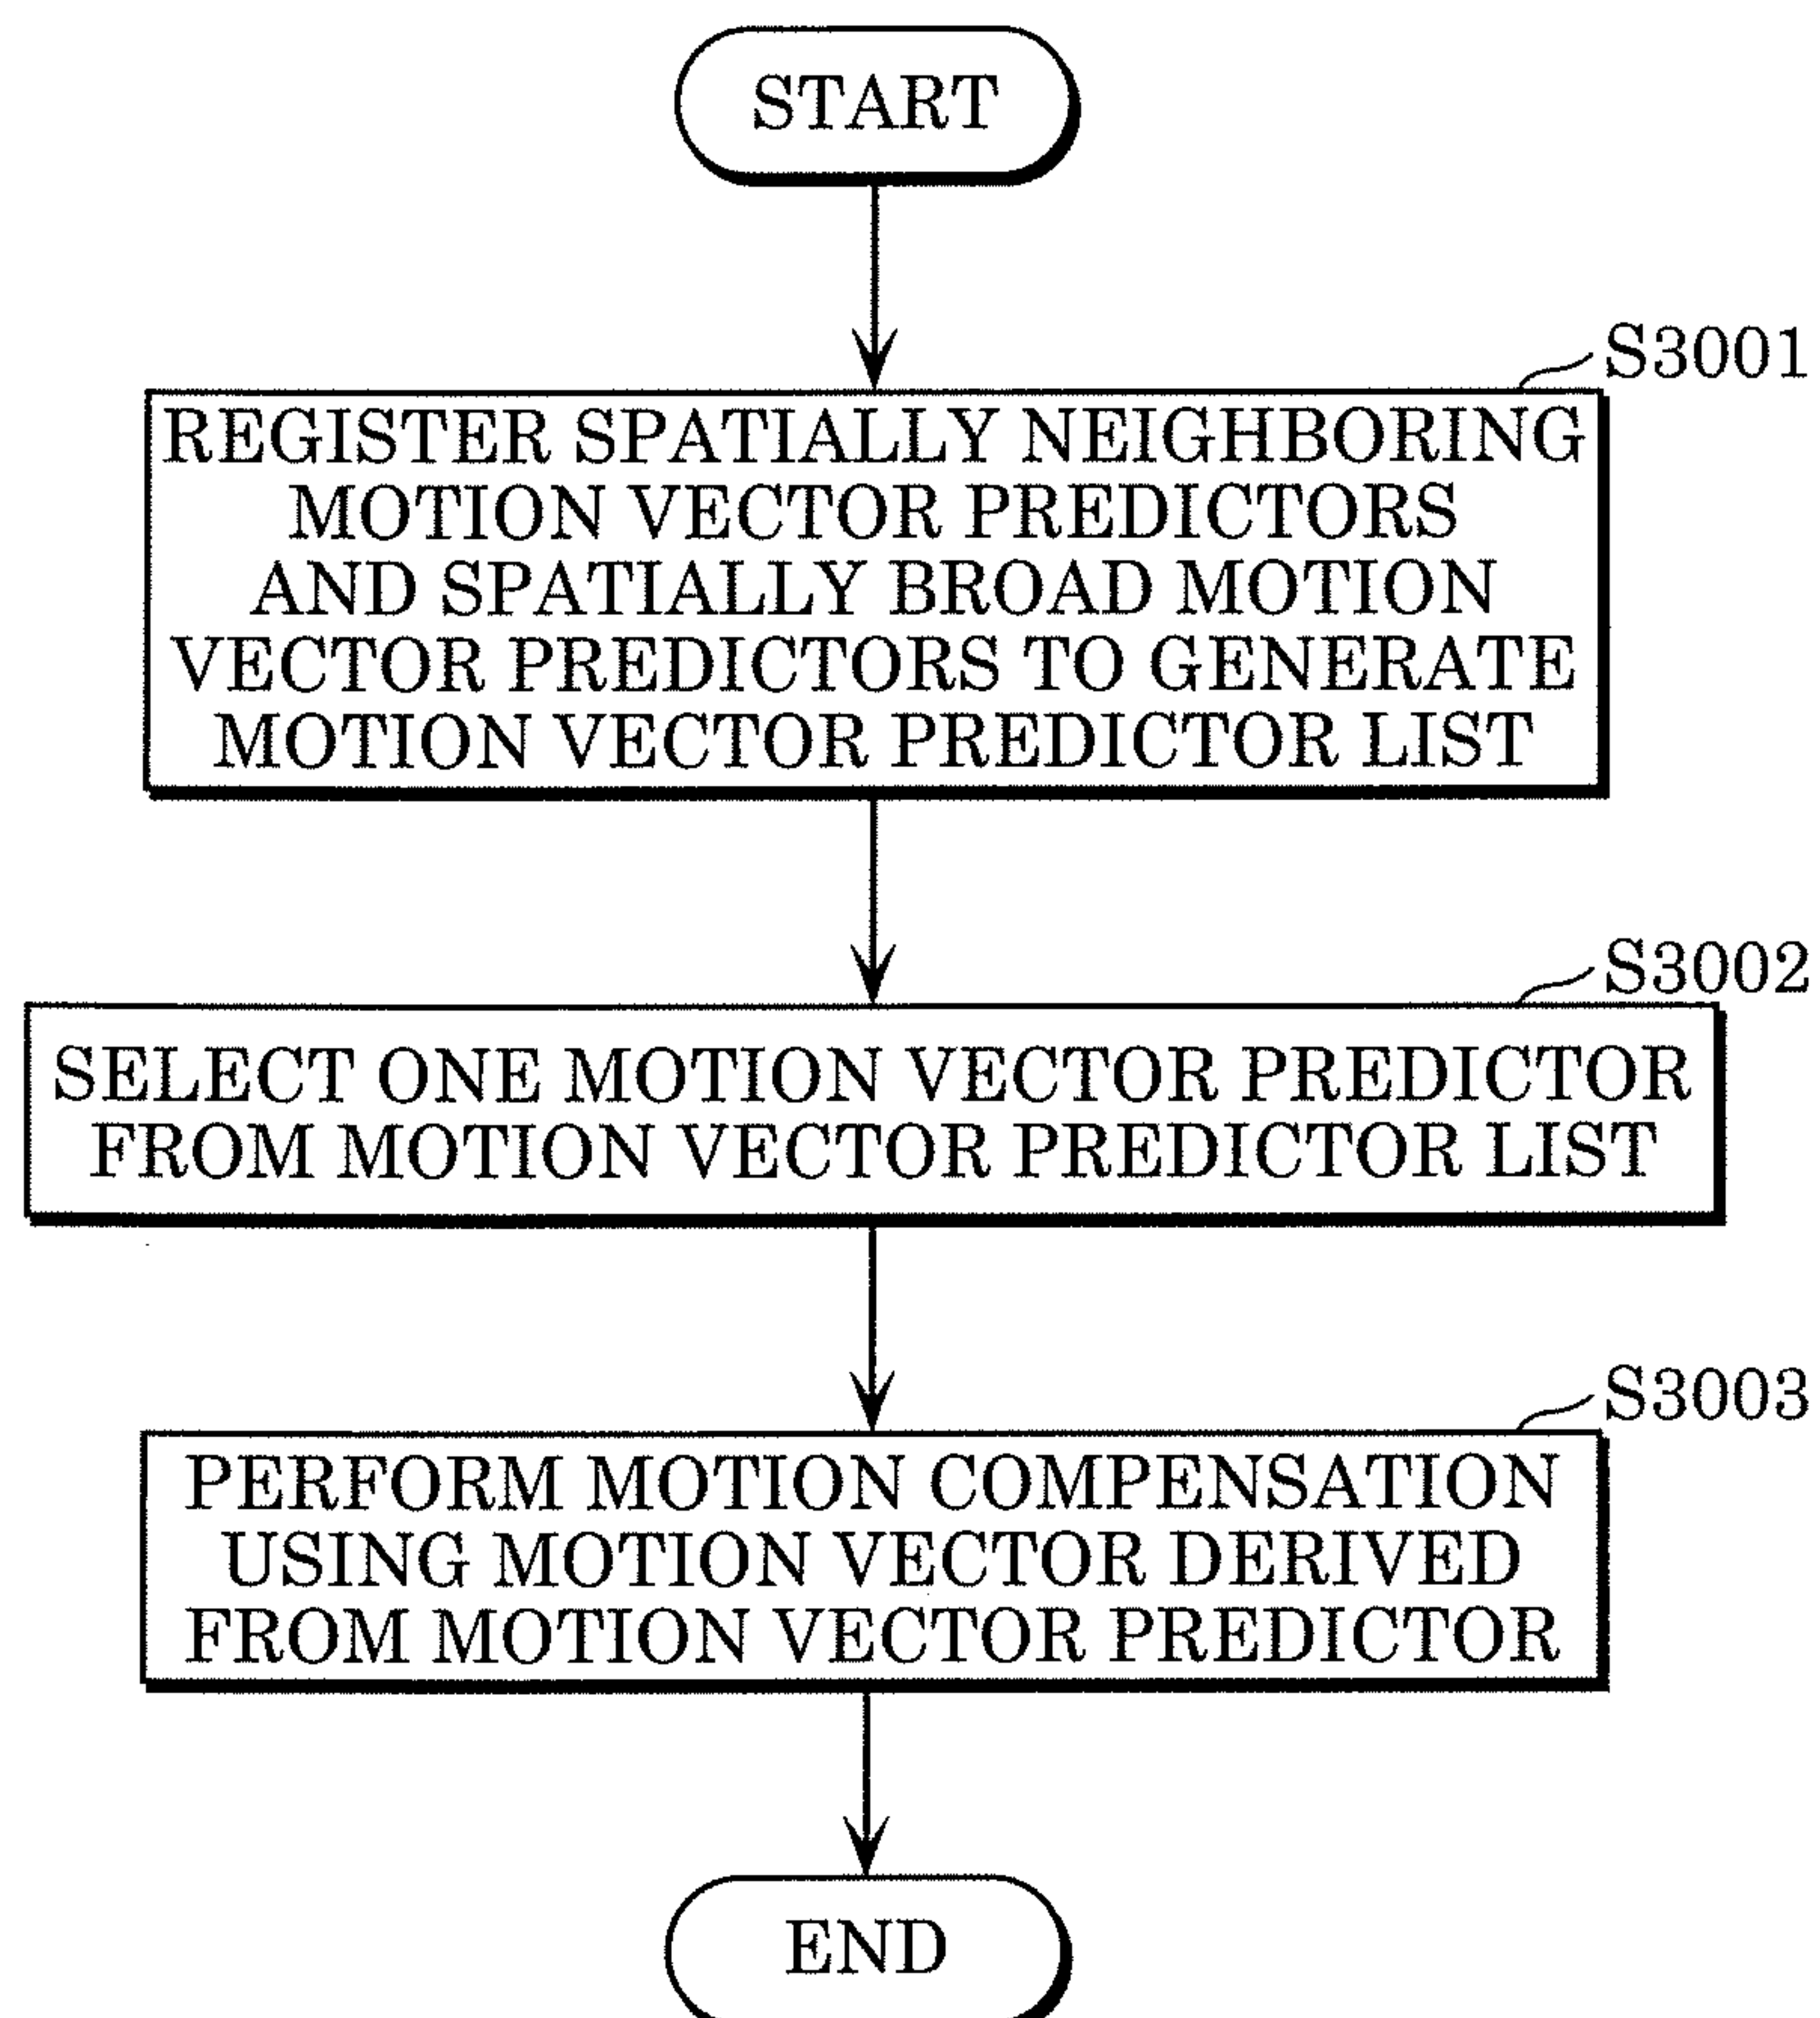 START
S3001
REGISTER SPATIALLY NEIGHBORING
MOTION VECTOR PREDICTORS
AND SPATIALLY BROAD MOTION
VECTOR PREDICTORS TO GENERATE
MOTION VECTOR PREDICTOR LIST
S3002
SELECT ONE MOTION VECTOR PREDICTOR
FROM MOTION VECTOR PREDICTOR LIST
S3003
PERFORM MOTION COMPENSATION
USING MOTION VECTOR DERIVED
FROM MOTION VECTOR PREDICTOR
END